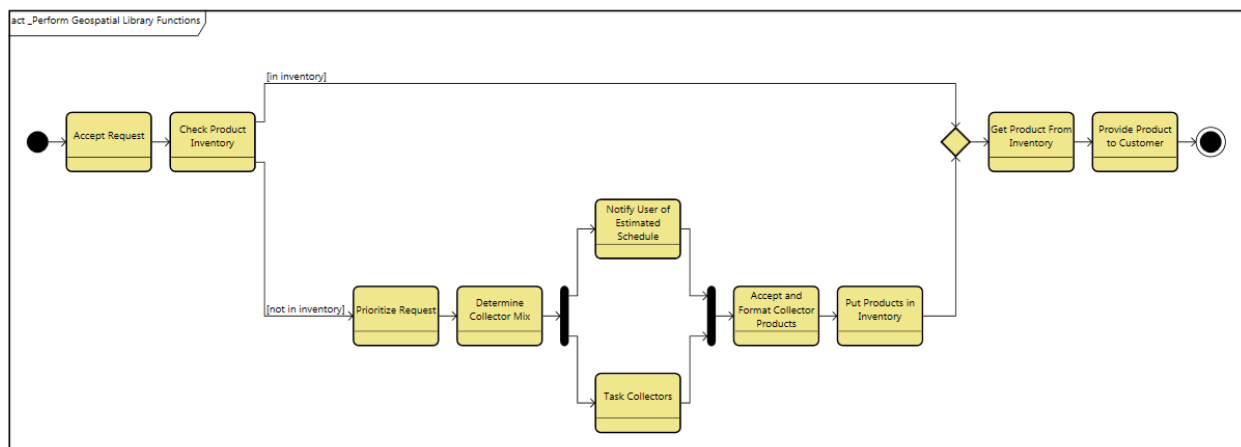 act _Perform Geospatial Library Functions
[in inventory]
Accept Request
Check Product
Inventory
Get Product From
Inventory
Provide Product
to Customer
Notify User of
Estimated
Schedule
[not in inventory]
Prioritize Request
Determine
Collector Mix
Accept and
Format Collector
Products
Put Products in
Inventory
Task Collectors